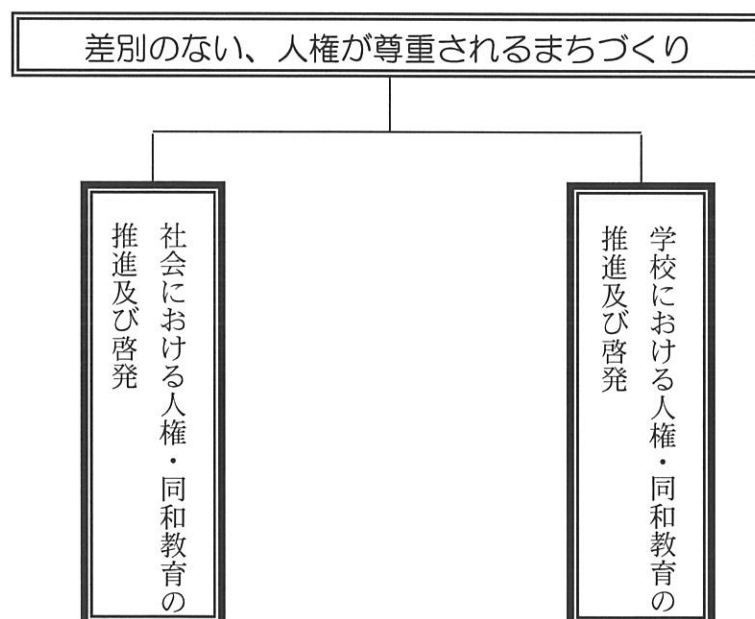 差別のない、人権が尊重されるまちづくり
学校における人権・同和教育の
推進及び啓発
社会における人権・同和教育の
推進及び啓発